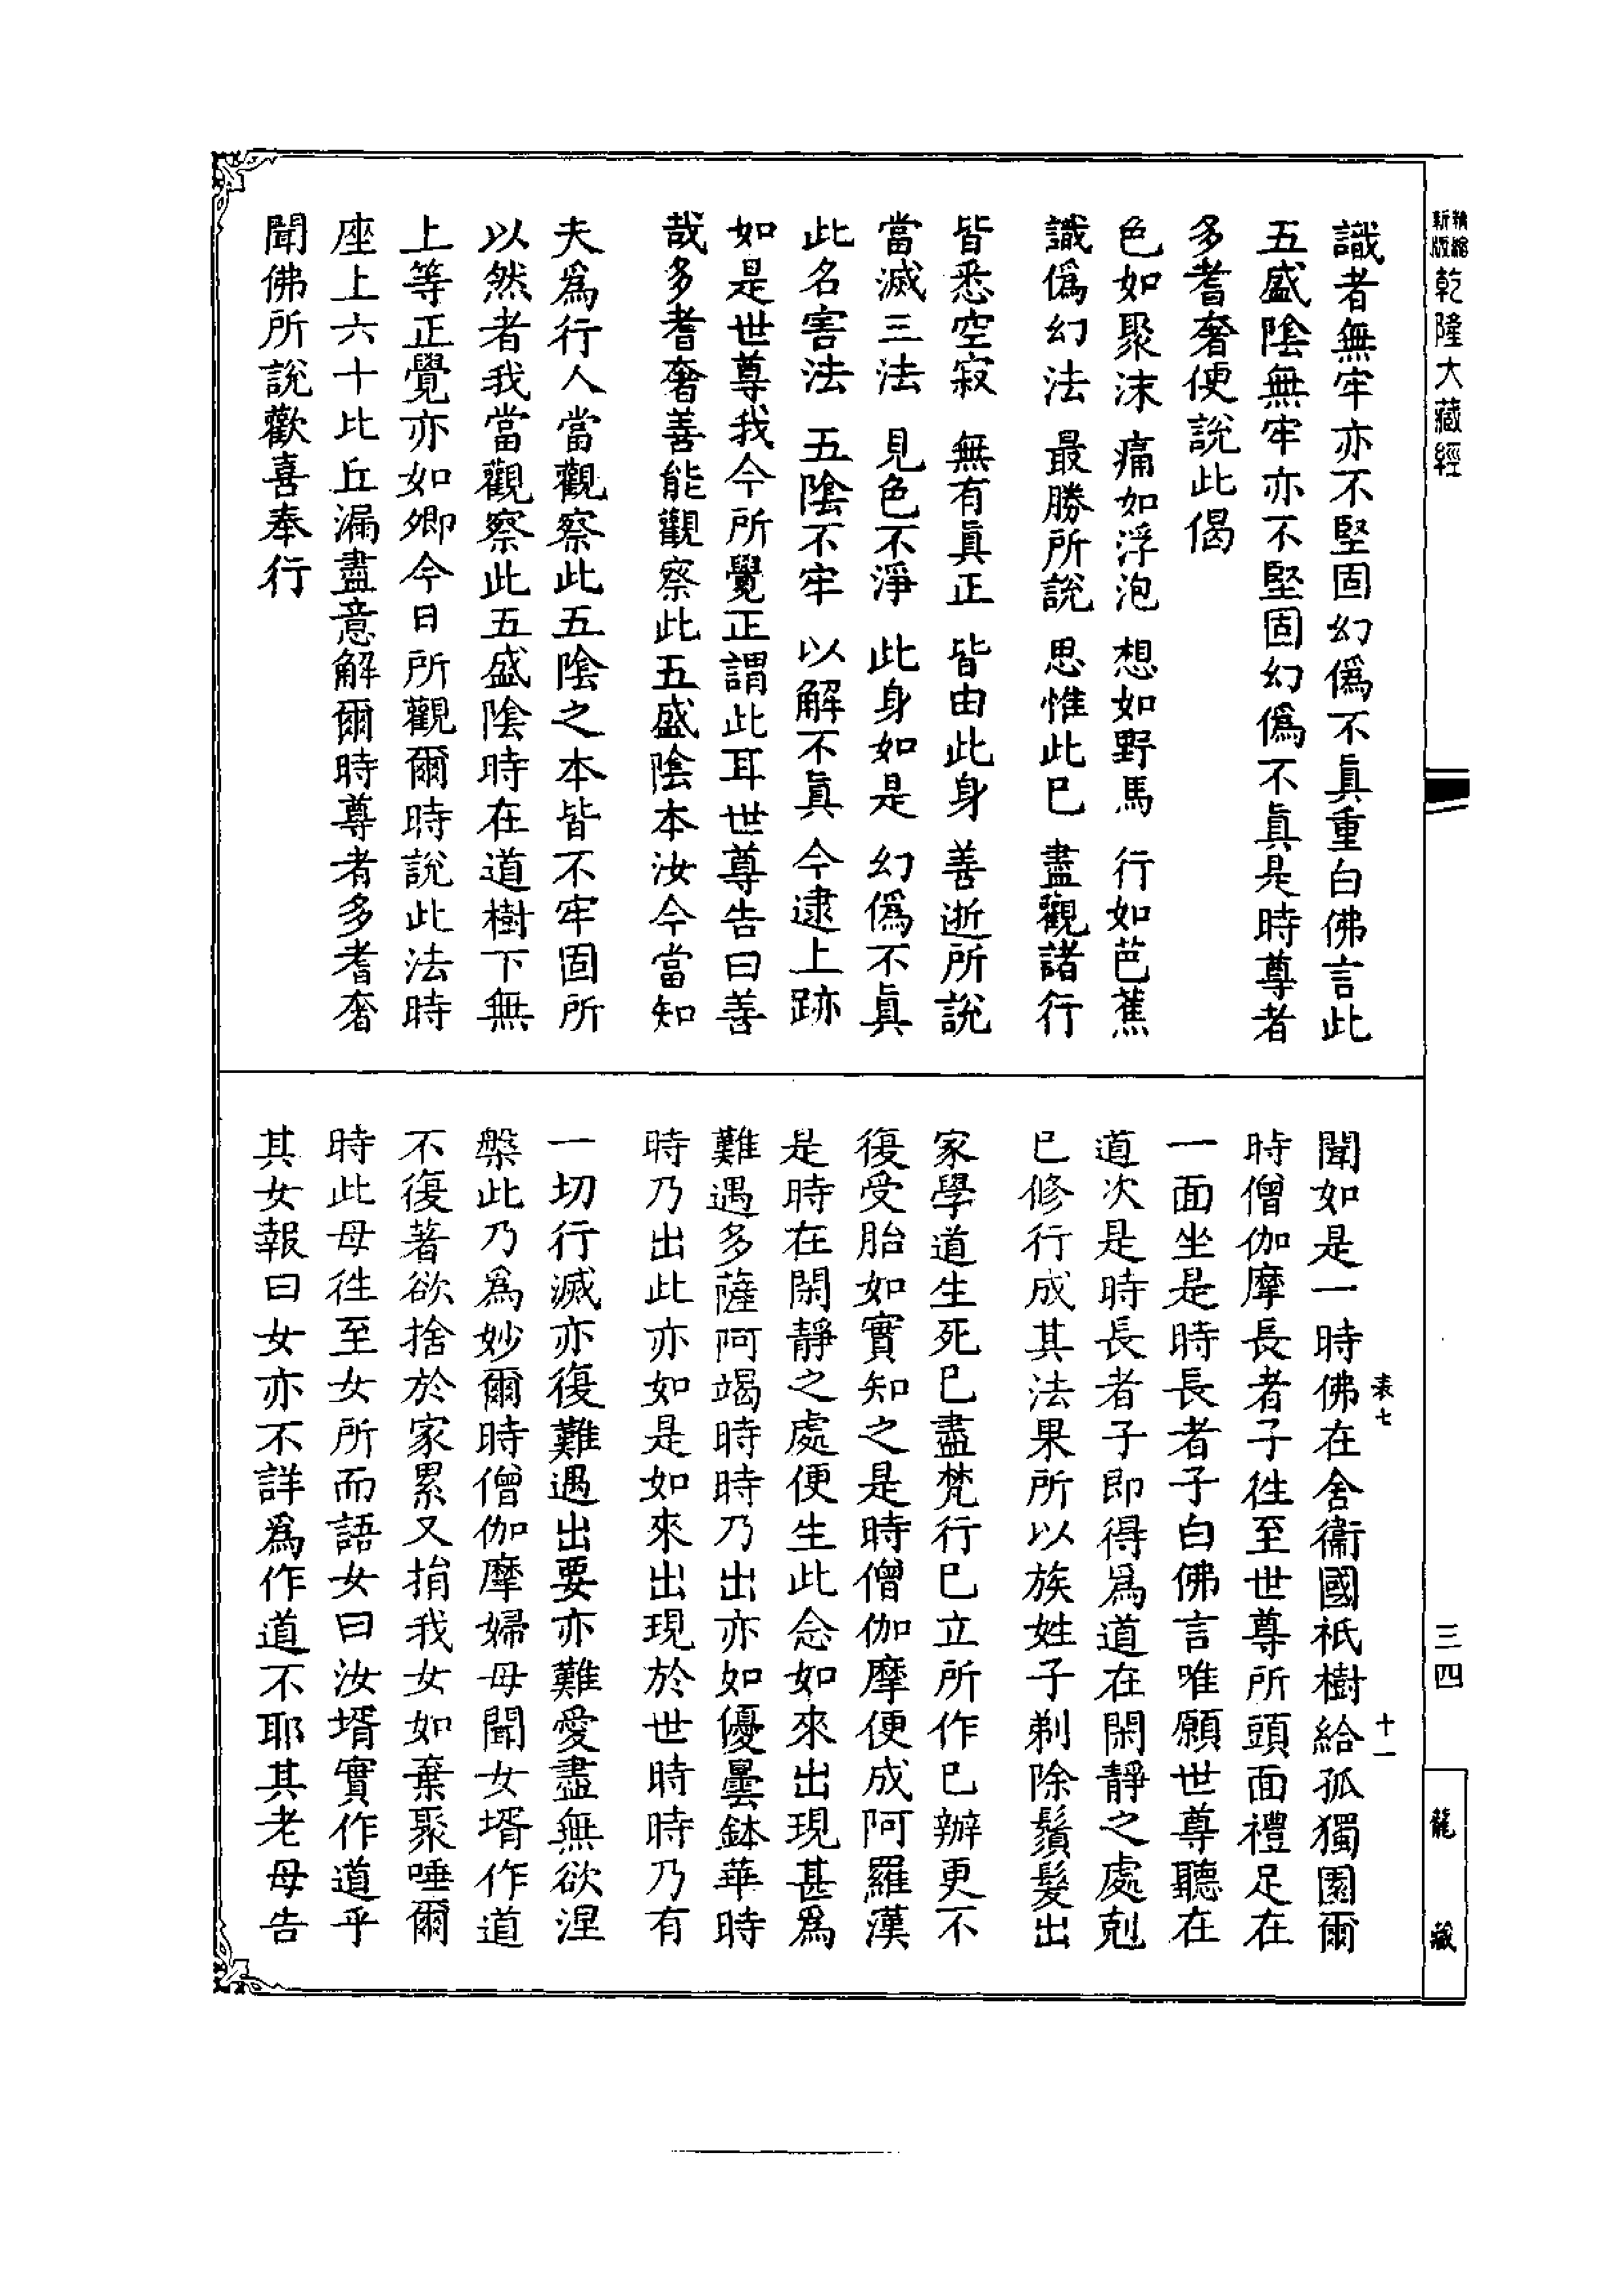 精縮新版乾隆大藏經
識者無牢亦不堅固幻僞不眞重白佛言此
五盛陰無牢亦不堅固幻僞不眞是時尊者
多耆奢便說此偈
色如聚沫　痛如浮泡　想如野馬　行如芭蕉
識僞幻法　最勝所說　思惟此已　盡觀諸行
皆悉空寂　無有眞正　皆由此身　善逝所說
當滅三法　見色不淨　此身如是　幻僞不眞
此名害法　五陰不牢　以解不眞　今逮上跡
如是世尊我今所覺正謂此耳世尊告曰善
哉多耆奢善能觀察此五盛陰本汝今當知
夫爲行人當觀察此五陰之本皆不牢固所
以然者我當觀察此五盛陰時在道樹下無
上等正覺亦如卿今日所觀爾時說此法時
座上六十比丘漏盡意解爾時尊者多耆奢
聞佛所說歡喜奉行
表七　十一
聞如是一時佛在舍衞國祇樹給孤獨園爾
時僧伽摩長者子往至世尊所頭面禮足在
一面坐是時長者子白佛言唯願世尊聽在
道次是時長者子即得爲道在閑靜之處剋
已修行成其法果所以族姓子剃除鬚髮出
家學道生死已盡梵行已立所作已辦更不
復受胎如實知之是時僧伽摩便成阿羅漢
是時在閑靜之處便生此念如來出現甚爲
難遇多薩阿竭時時乃出亦如優曇鉢華時
時乃出此亦如是如來出現於世時時乃有
一切行滅亦復難遇出要亦難愛盡無欲涅
槃此乃爲妙爾時僧伽摩婦母聞女壻作道
不復著欲捨於家累又捐我女如棄聚唾爾
時此母往至女所而語女曰汝壻實作道乎
其女報曰女亦不詳爲作道不耶其老母告
三四
龍藏